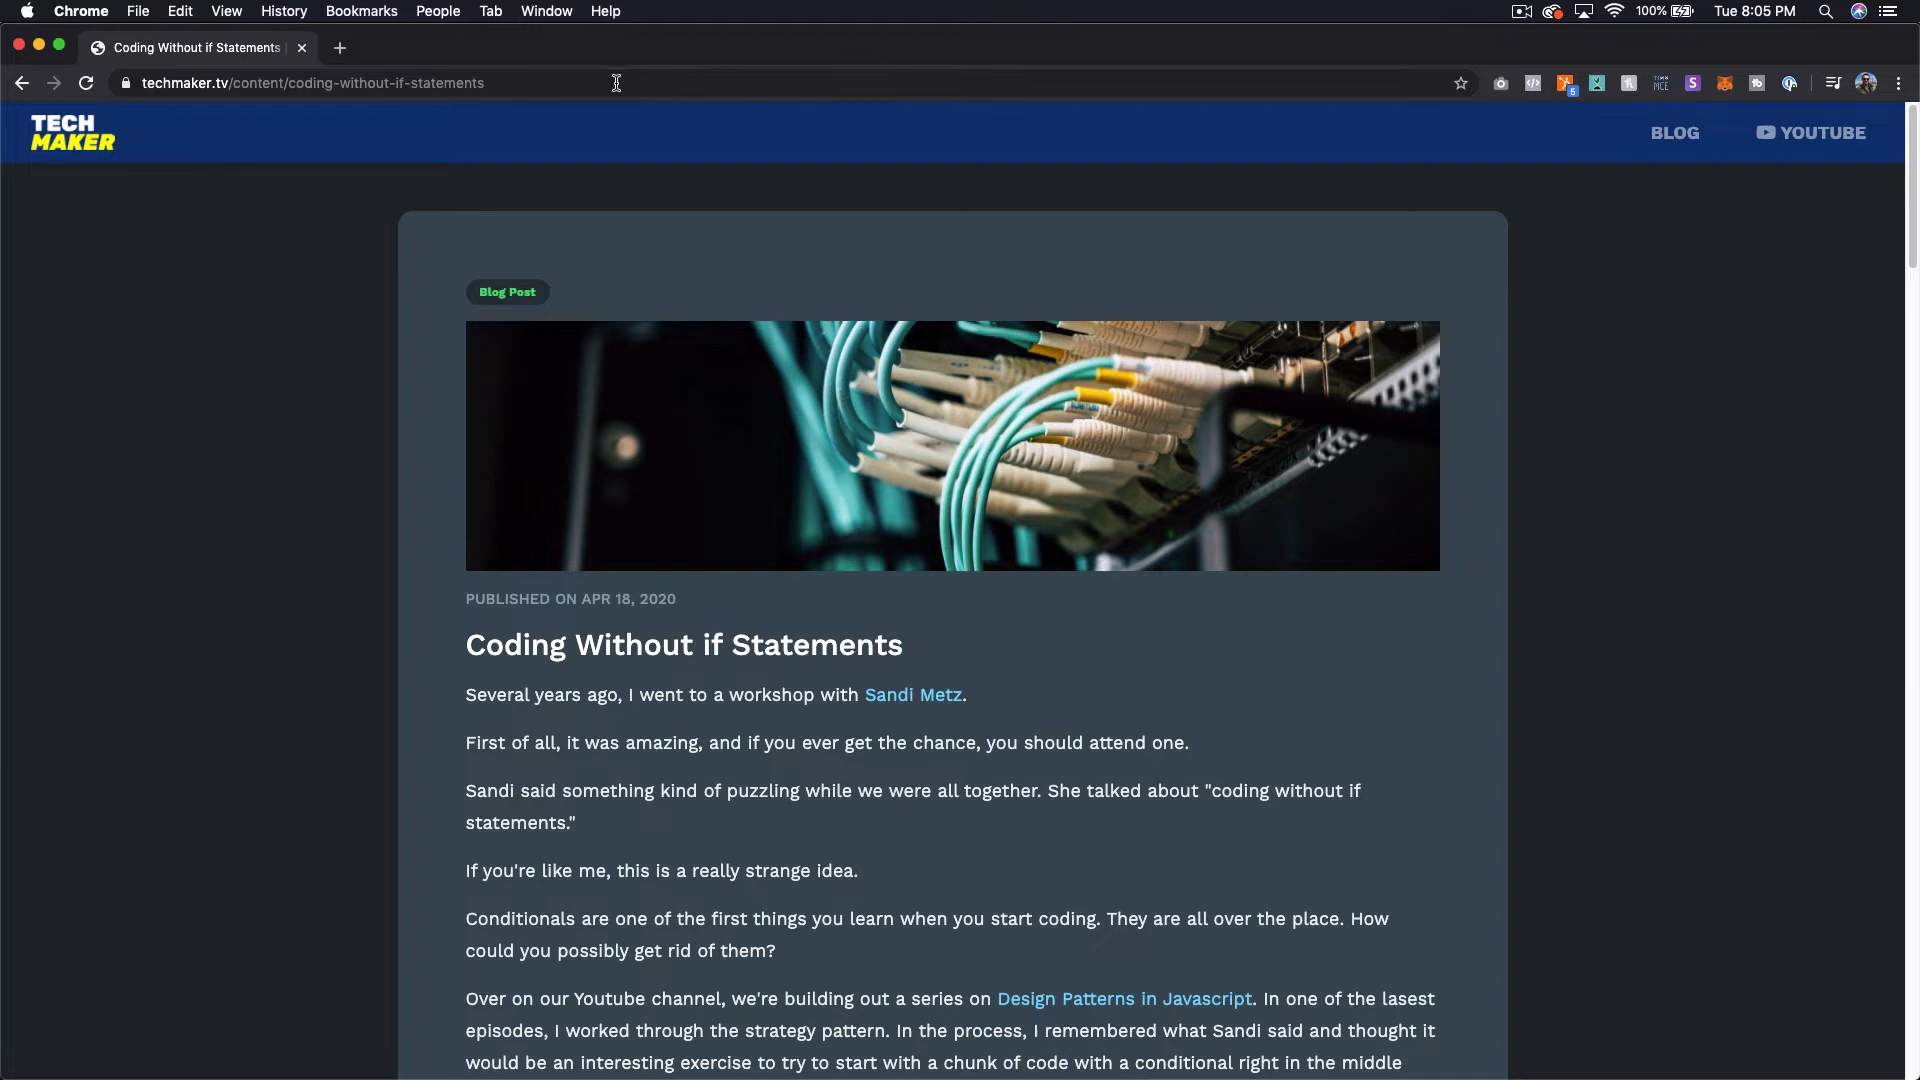 Chrome File Edit View History Bookmarks People Tab Window Help 100% Tue 8:05 PM
Coding Without if Statements
techmaker.tv/content/coding-without-if-statements
5
TECH
MAKER
BLOG YOUTUBE
Blog Post
PUBLISHED ON APR 18, 2020
Coding Without if Statements
Several years ago, I went to a workshop with Sandi Metz.
First of all, it was amazing, and if you ever get the chance, you should attend one.
Sandi said something kind of puzzling while we were all together. She talked about "coding without if
statements."
If you're like me, this is a really strange idea.
Conditionals are one of the first things you learn when you start coding. They are all over the place. How
could you possibly get rid of them?
Over on our Youtube channel, we're building out a series on Design Patterns in Javascript. In one of the lasest
episodes, I worked through the strategy pattern. In the process, I remembered what Sandi said and thought it
would be an interesting exercise to try to start with a chunk of code with a conditional right in the middle